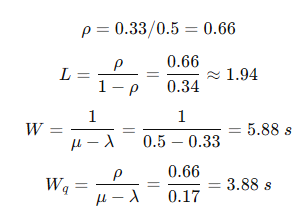 ρ = 0.33/0.5 = 0.66
L = ρ / (1 − ρ) = 0.66 / 0.34 ≈ 1.94
W = 1 / (μ − λ) = 1 / (0.5 − 0.33) = 5.88 s
W_q = ρ / (μ − λ) = 0.66 / 0.17 = 3.88 s